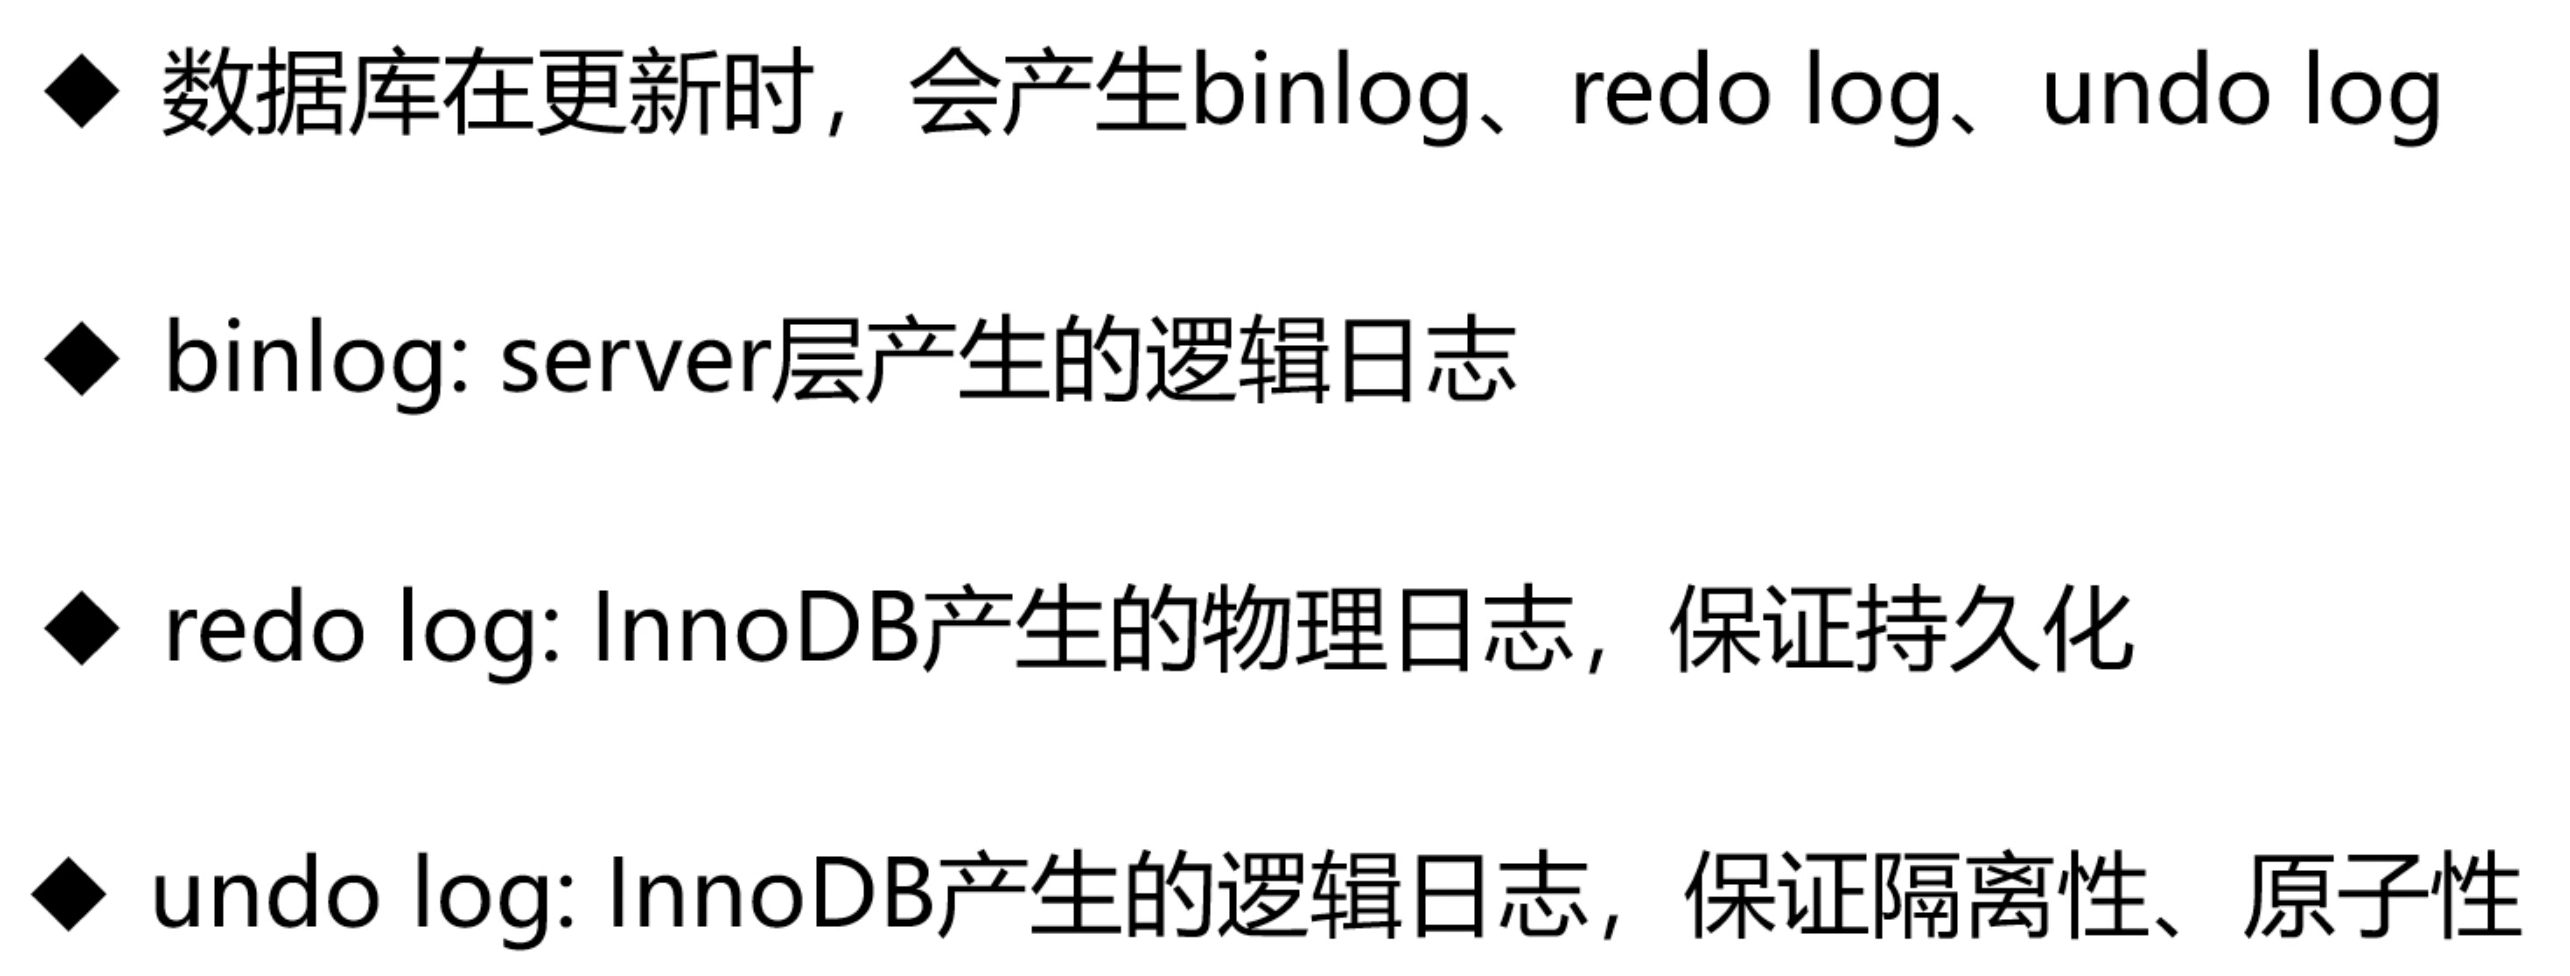 ◆ 数据库在更新时，会产生binlog、redo log、undo log
◆ binlog: server层产生的逻辑日志
◆ redo log: InnoDB产生的物理日志，保证持久化
◆ undo log: InnoDB产生的逻辑日志，保证隔离性、原子性